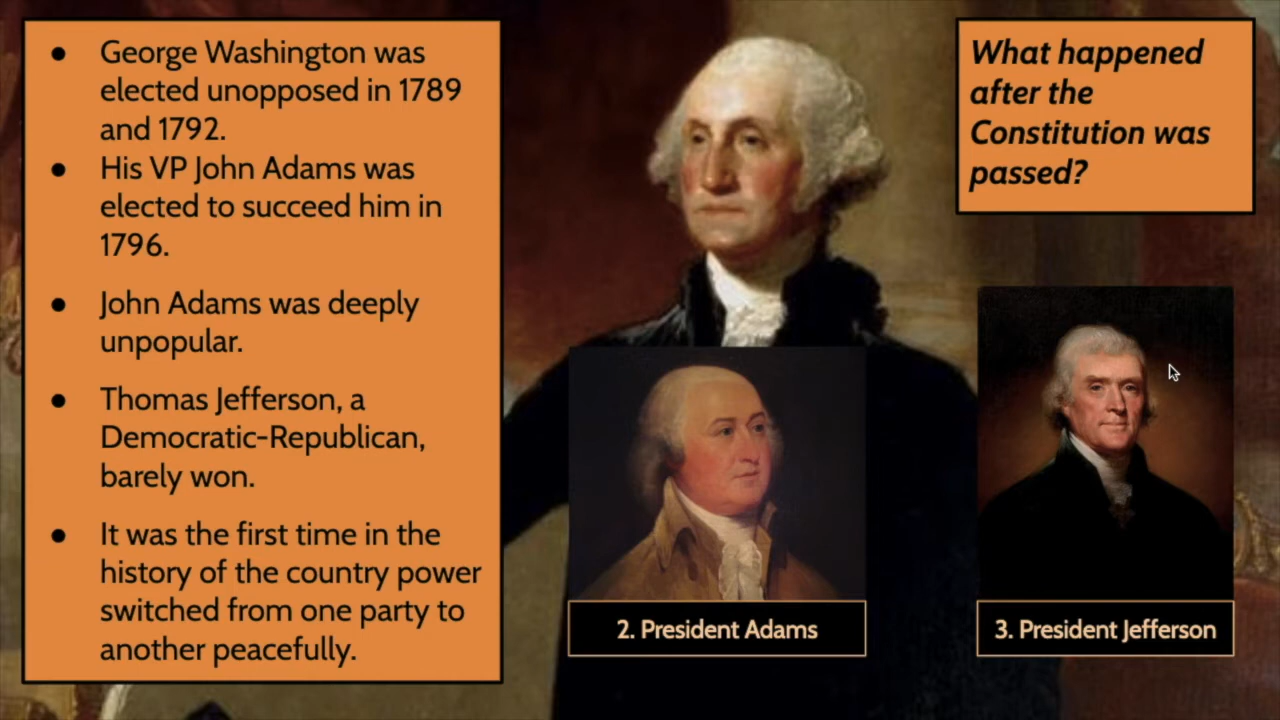 ● George Washington was
elected unopposed in 1789
and 1792.
● His VP John Adams was
elected to succeed him in
1796.
● John Adams was deeply
unpopular.
● Thomas Jefferson, a
Democratic-Republican,
barely won.
● It was the first time in the
history of the country power
switched from one party to
another peacefully.
What happened
after the
Constitution was
passed?
2. President Adams
3. President Jefferson